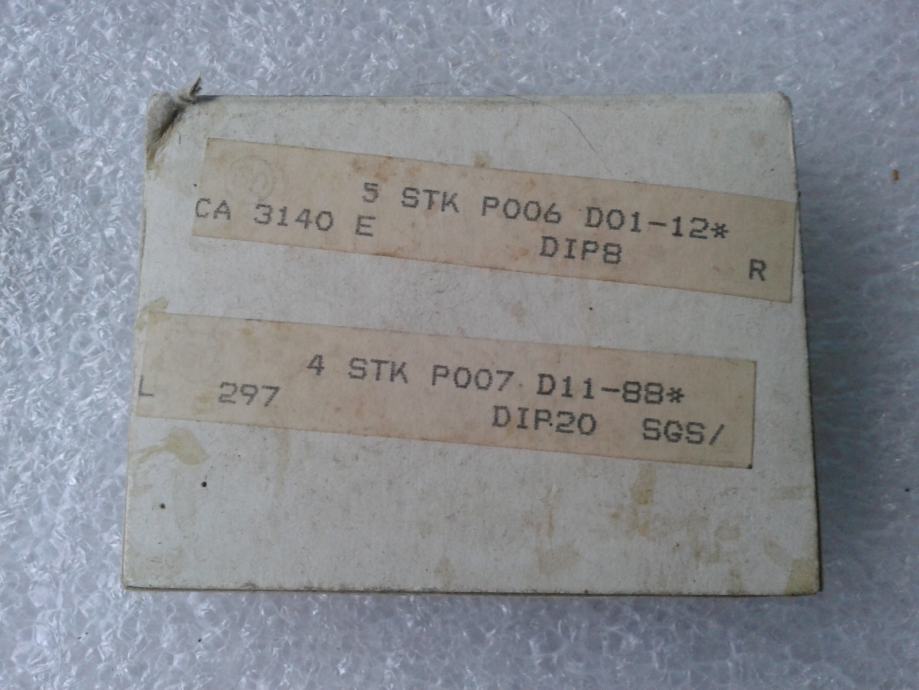 5 STK P006 D01-12*
CA 3140 E DIP8 R
4 STK P007 D11-88*
L 297 DIP20 SGS/